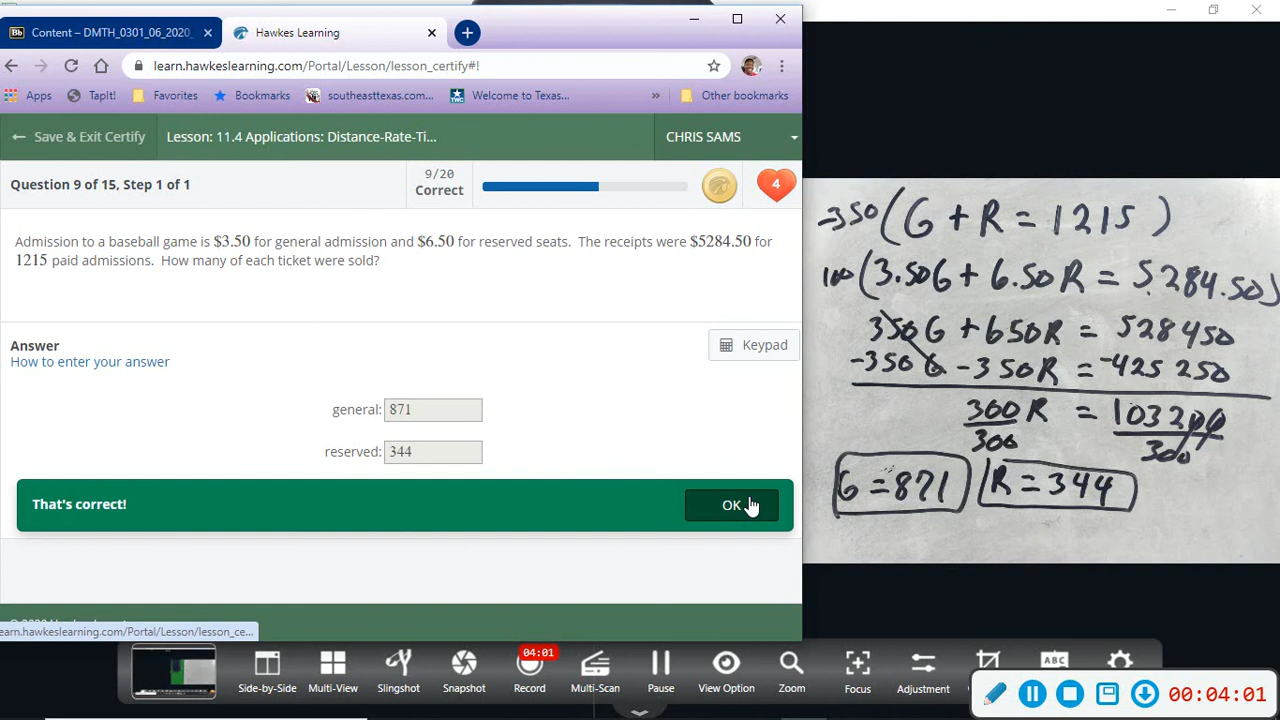 Content – DMTH_0301_06_2020_
Hawkes Learning
learn.hawkeslearning.com/Portal/Lesson/lesson_certify#!
Apps TapIt! Favorites Bookmarks southeasttexas.com... Welcome to Texas... » Other bookmarks
← Save & Exit Certify Lesson: 11.4 Applications: Distance-Rate-Ti... CHRIS SAMS
Question 9 of 15, Step 1 of 1
9/20
Correct
4
Admission to a baseball game is $3.50 for general admission and $6.50 for reserved seats. The receipts were $5284.50 for
1215 paid admissions. How many of each ticket were sold?
Answer
How to enter your answer
Keypad
general: 871
reserved: 344
That's correct!
OK
earn.hawkeslearning.com/Portal/Lesson/lesson_ce...
-350(G + R = 1215)
100(3.50G + 6.50R = 5284.50)
350G + 650R = 528450
-350G - 350R = -425250
300R = 103200
300 300
G = 871 R = 344
04:01
Side-by-Side Multi-View Slingshot Snapshot Record Multi-Scan Pause View Option Zoom Focus Adjustment
ABC
00:04:01